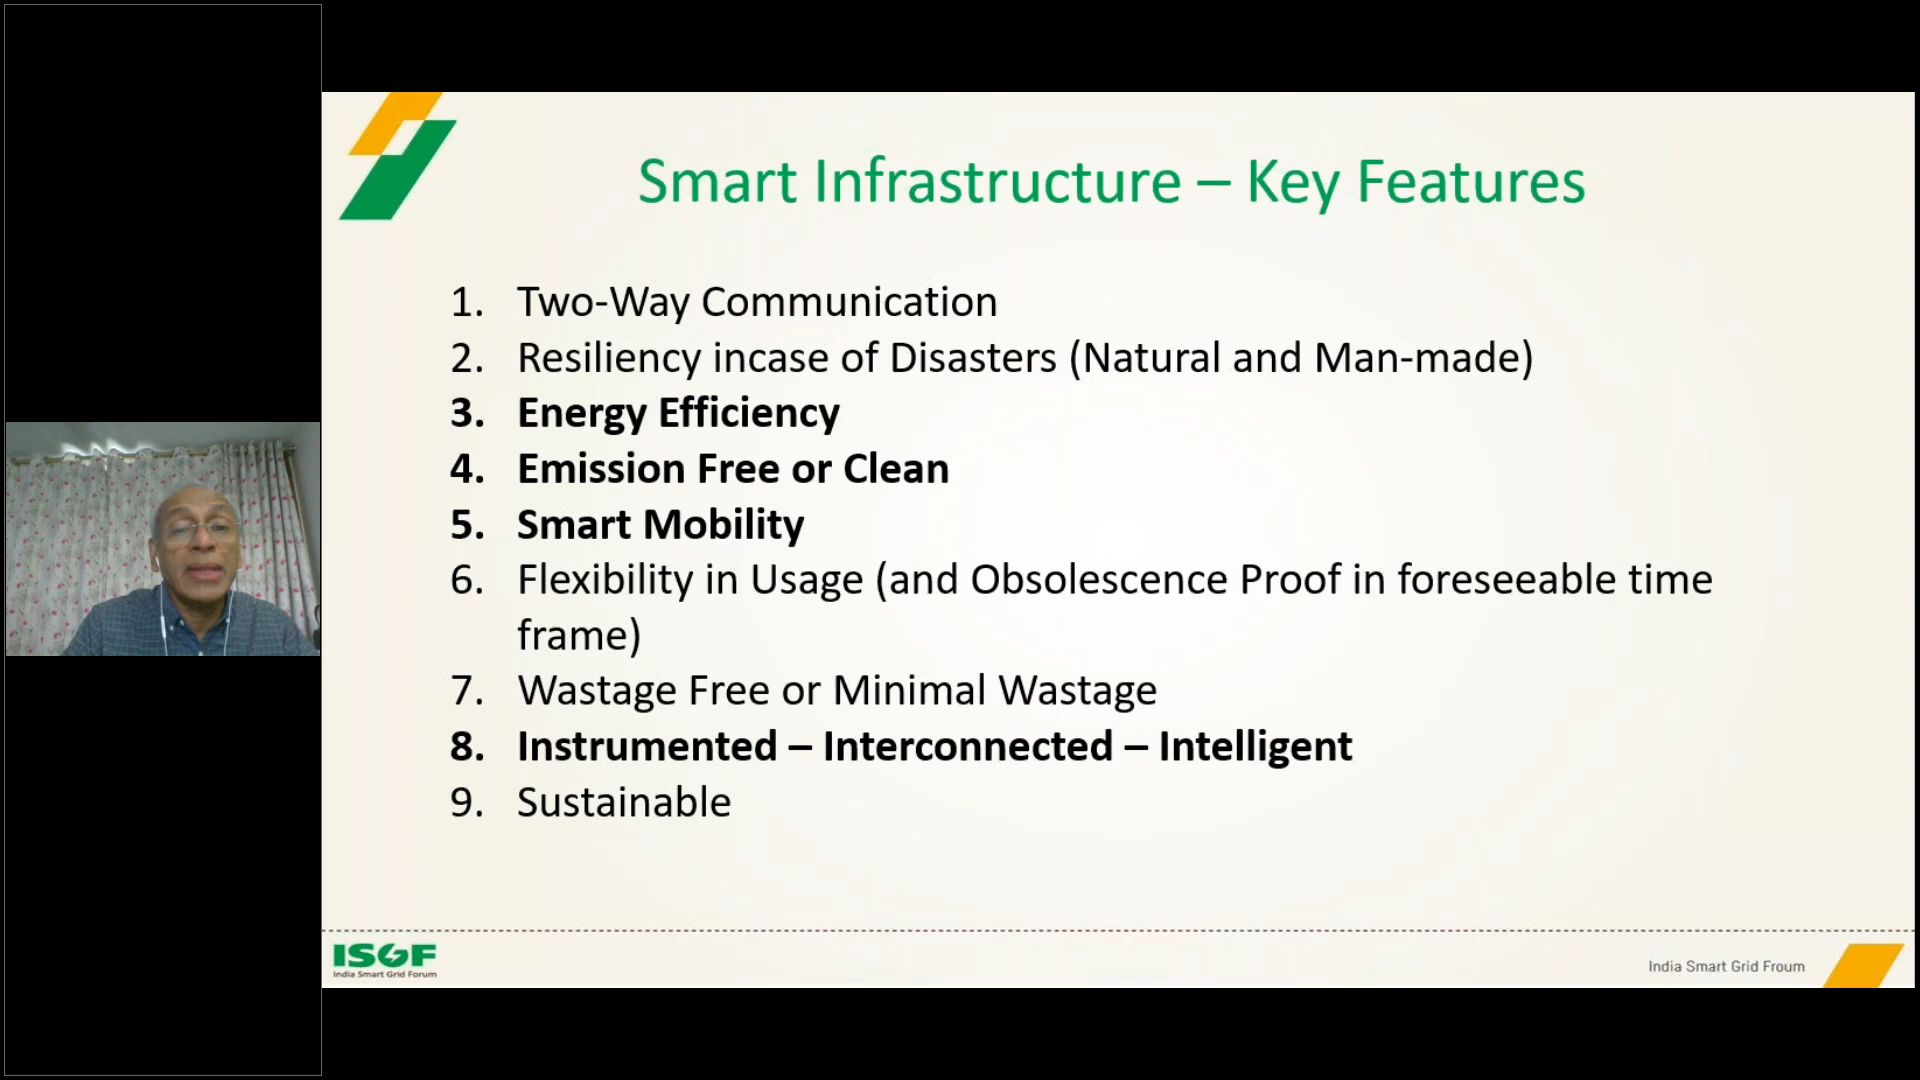 Smart Infrastructure – Key Features
1. Two-Way Communication
2. Resiliency incase of Disasters (Natural and Man-made)
3. Energy Efficiency
4. Emission Free or Clean
5. Smart Mobility
6. Flexibility in Usage (and Obsolescence Proof in foreseeable time
frame)
7. Wastage Free or Minimal Wastage
8. Instrumented – Interconnected – Intelligent
9. Sustainable
ISGF
India Smart Grid Forum
India Smart Grid Froum